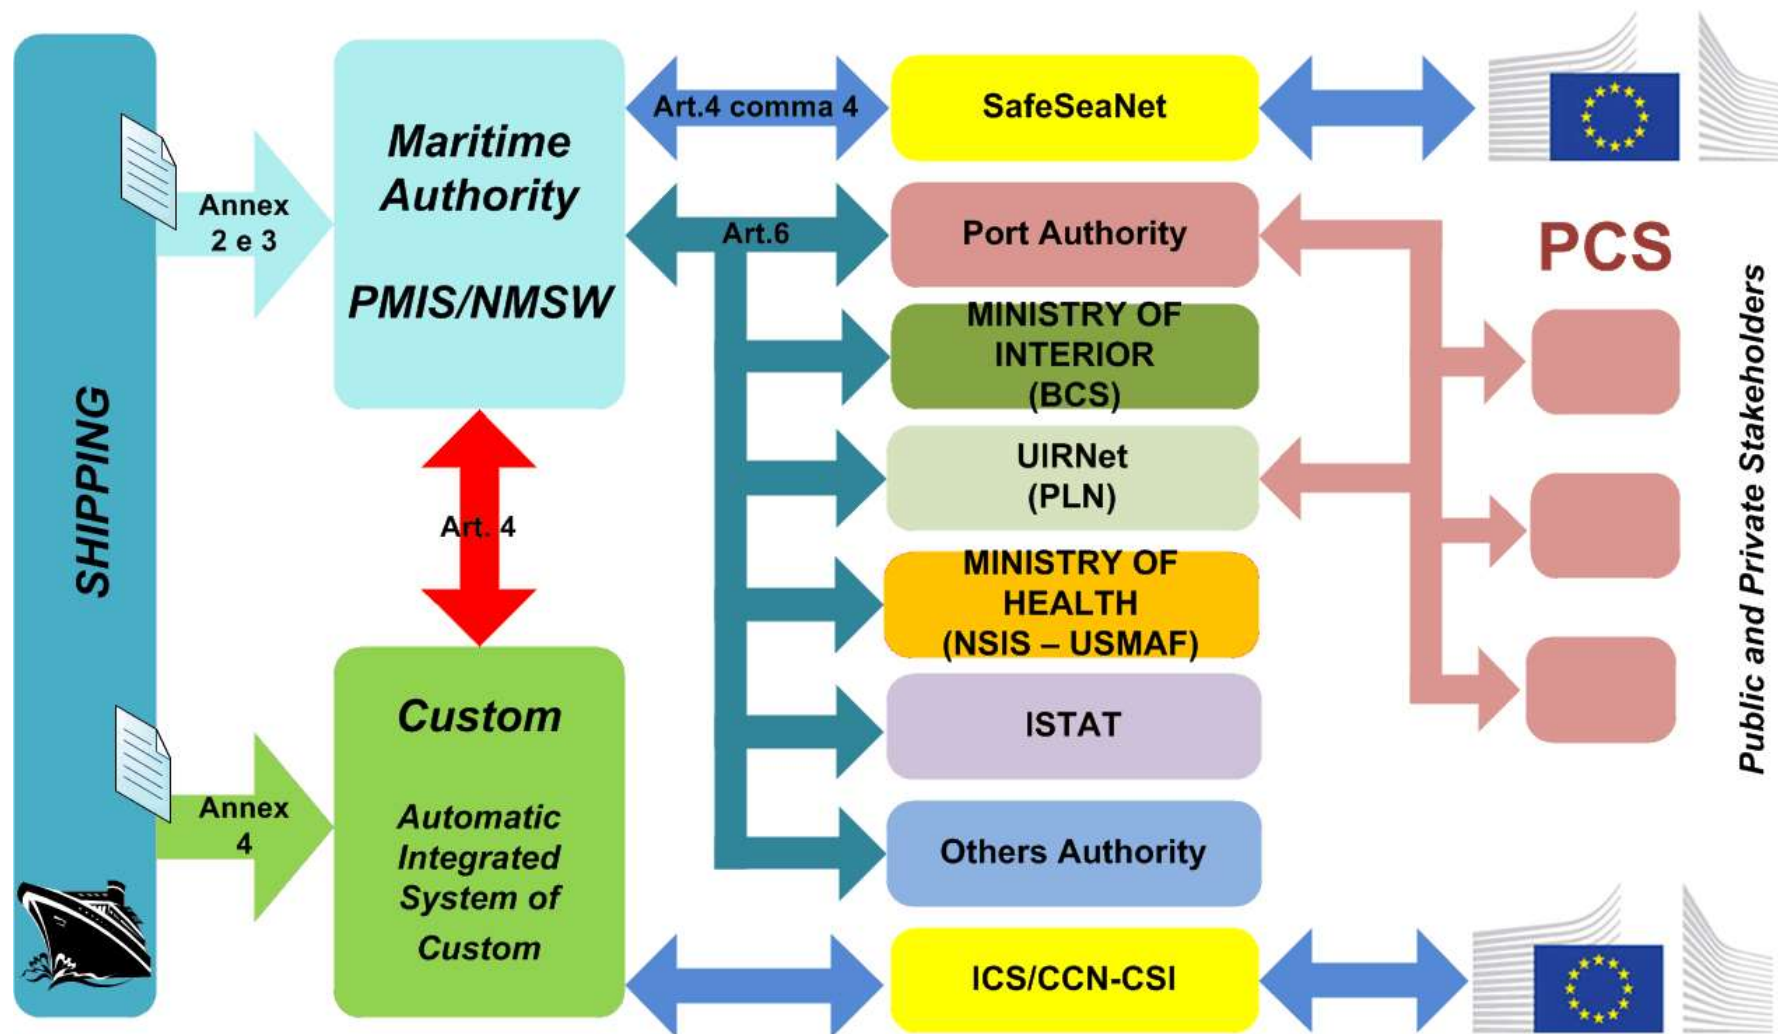 SHIPPING
Annex
2 e 3
Maritime
Authority
PMIS/NMSW
Art.4 comma 4
SafeSeaNet
Art.6
Port Authority
PCS
MINISTRY OF
INTERIOR
(BCS)
UIRNet
(PLN)
Art. 4
MINISTRY OF
HEALTH
(NSIS – USMAF)
ISTAT
Others Authority
Annex
4
Custom
Automatic
Integrated
System of
Custom
ICS/CCN-CSI
Public and Private Stakeholders